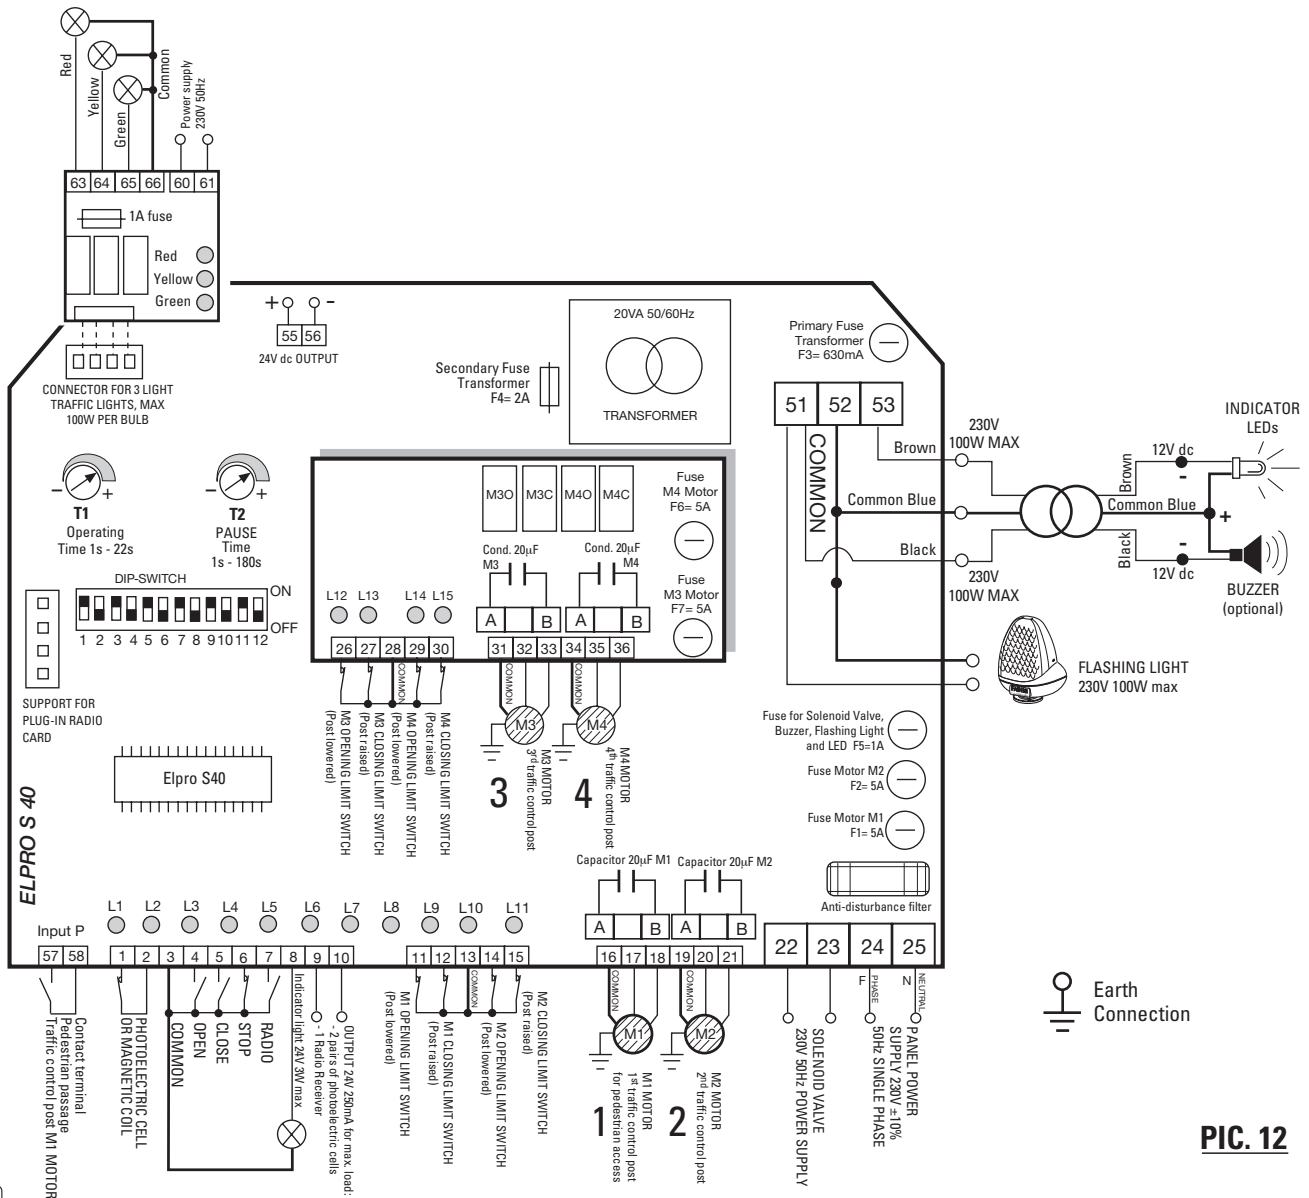 Red
Yellow
Green
Common
Power supply
230V 50Hz
63 64 65 66 60 61
1A fuse
Red
Yellow
Green
CONNECTOR FOR 3 LIGHT
TRAFFIC LIGHTS, MAX
100W PER BULB
+ -
55 56
24V dc OUTPUT
Secondary Fuse
Transformer
F4= 2A
20VA 50/60Hz
TRANSFORMER
Primary Fuse
Transformer
F3= 630mA
51 52 53
COMMON
Brown
Common Blue
Black
230V
100W MAX
230V
100W MAX
Brown
Common Blue
Black
12V dc
-
+
-
12V dc
INDICATOR
LEDs
BUZZER
(optional)
FLASHING LIGHT
230V 100W max
- +
T1
Operating
Time 1s - 22s
- +
T2
PAUSE
Time
1s - 180s
DIP-SWITCH
ON
OFF
1 2 3 4 5 6 7 8 9 10 11 12
SUPPORT FOR
PLUG-IN RADIO
CARD
Elpro S40
ELPRO S 40
M3O M3C M4O M4C
Fuse
M4 Motor
F6= 5A
Fuse
M3 Motor
F7= 5A
Cond. 20µF
M3
Cond. 20µF
M4
A B A B
L12 L13 L14 L15
26 27 28 29 30
31 32 33 34 35 36
COMMON
COMMON
COMMON
M3 OPENING LIMIT SWITCH
(Post lowered)
M3 CLOSING LIMIT SWITCH
(Post raised)
M4 OPENING LIMIT SWITCH
(Post lowered)
M4 CLOSING LIMIT SWITCH
(Post raised)
M3
M4
3
M3 MOTOR
3rd traffic control post
4
M4 MOTOR
4th traffic control post
Fuse for Solenoid Valve,
Buzzer, Flashing Light
and LED F5=1A
Fuse Motor M2
F2= 5A
Fuse Motor M1
F1= 5A
Anti-disturbance filter
Capacitor 20µF M1
Capacitor 20µF M2
A B A B
Input P
L1 L2 L3 L4 L5 L6 L7 L8 L9 L10 L11
57 58
1 2 3 4 5 6 7 8 9 10
11 12 13 14 15
16 17 18 19 20 21
22 23 24 25
Contact terminal
Pedestrian passage
Traffic control post M1 MOTOR
PHOTOELECTRIC CELL
OR MAGNETIC COIL
COMMON
OPEN
CLOSE
STOP
RADIO
Indicator light 24V 3W max
OUTPUT 24V 250mA for max. load:
- 2 pairs of photoelectric cells
- 1 Radio Receiver
COMMON
M1 OPENING LIMIT SWITCH
(Post lowered)
M1 CLOSING LIMIT SWITCH
(Post raised)
M2 OPENING LIMIT SWITCH
(Post lowered)
M2 CLOSING LIMIT SWITCH
(Post raised)
COMMON
COMMON
M1
M2
1
M1 MOTOR
1st traffic control post
for pedestrian access
2
M2 MOTOR
2nd traffic control post
SOLENOID VALVE
230V 50Hz POWER SUPPLY
F
PHASE
N
NEUTRAL
PANEL POWER
SUPPLY 230V ±10%
50Hz SINGLE PHASE
Earth
Connection
PIC. 12